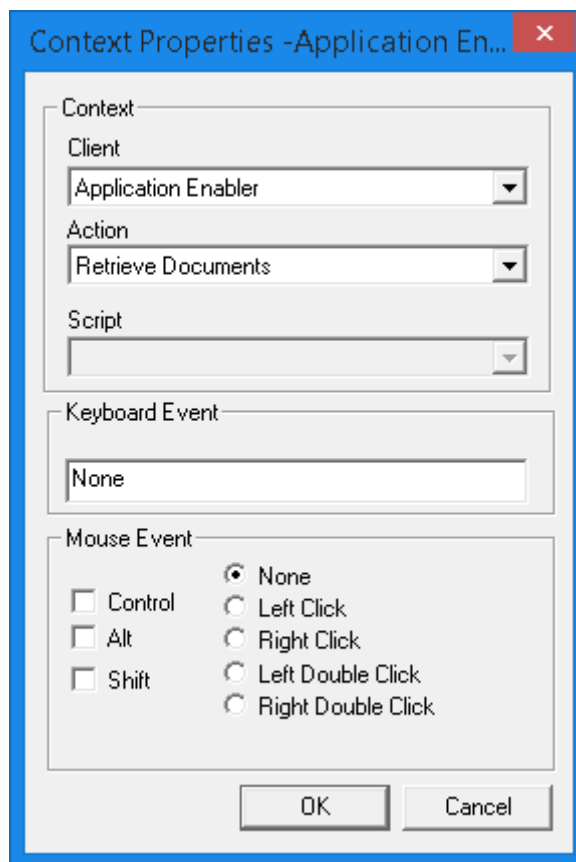 Context Properties -Application En...
Context
Client
Application Enabler
Action
Retrieve Documents
Script
Keyboard Event
None
Mouse Event
Control
Alt
Shift
None
Left Click
Right Click
Left Double Click
Right Double Click
OK
Cancel